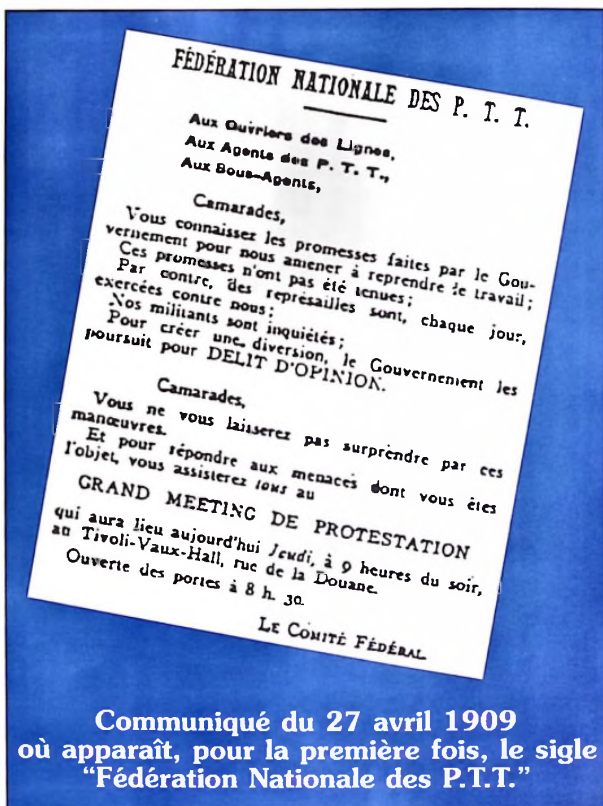 FÉDÉRATION NATIONALE DES P. T. T.
Aux Ouvriers des Lignes,
Aux Agents des P. T. T.,
Aux Sous-Agents,
Camarades,
Vous connaissez les promesses faites par le Gou-
vernement pour nous amener à reprendre le travail ;
Ces promesses n'ont pas été tenues ;
Par contre, des représailles sont, chaque jour,
exercées contre nous ;
Nos militants sont inquiétés ;
Pour créer une diversion, le Gouvernement les
poursuit pour DELIT D'OPINION.
Camarades,
Vous ne vous laisserez pas surprendre par ces
manœuvres.
Et pour répondre aux menaces dont vous êtes
l'objet, vous assisterez tous au
GRAND MEETING DE PROTESTATION
qui aura lieu aujourd'hui Jeudi, à 9 heures du soir,
au Tivoli-Vaux-Hall, rue de la Douane.
Ouverte des portes à 8 h. 30.
LE COMITÉ FÉDÉRAL
Communiqué du 27 avril 1909
où apparaît, pour la première fois, le sigle
“Fédération Nationale des P.T.T.”